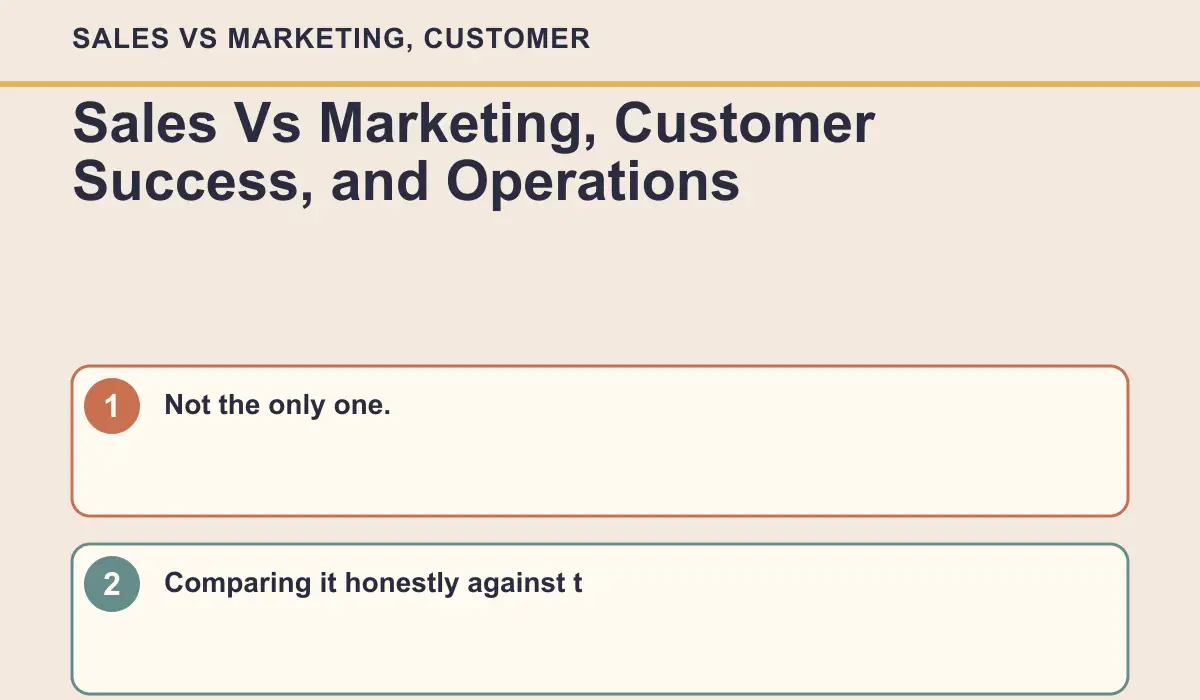 SALES VS MARKETING, CUSTOMER
Sales Vs Marketing, Customer
Success, and Operations
1 Not the only one.
2 Comparing it honestly against t